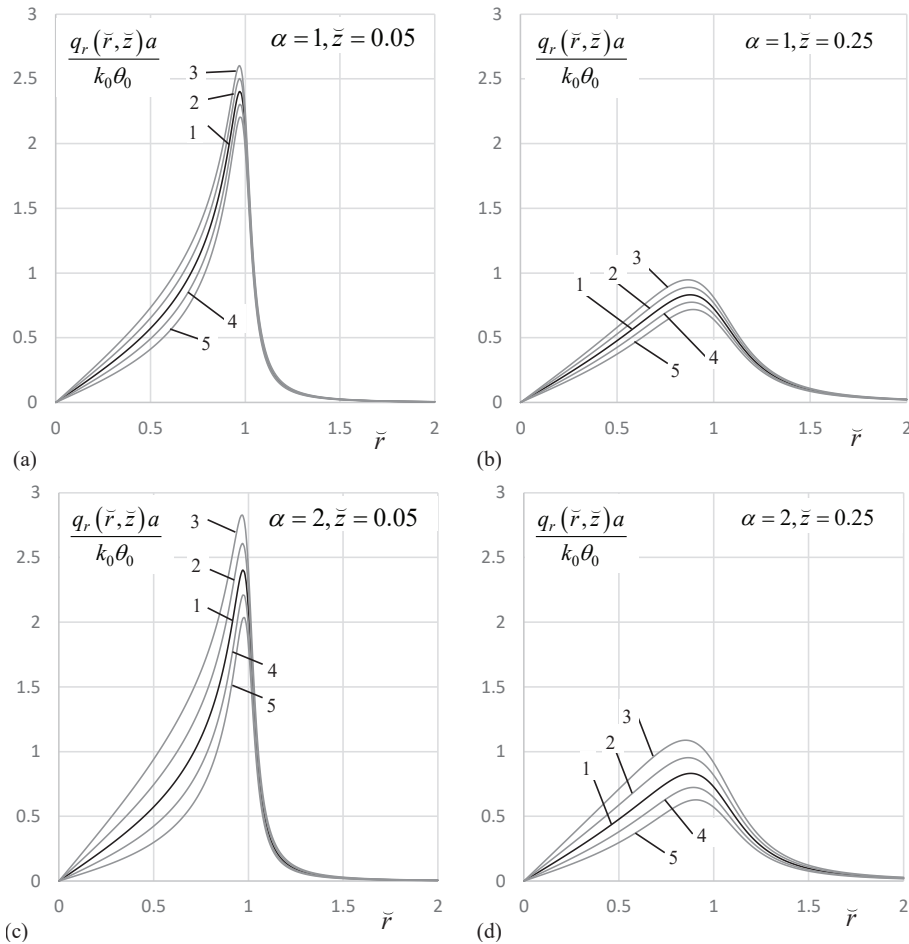 3
2.5
2
1.5
1
0.5
0
q_r(r̆, z̆)a
k₀θ₀
α = 1, z̆ = 0.05
3
2
1
4
5
0 0.5 1 1.5 2
r̆
(a)
3
2.5
2
1.5
1
0.5
0
q_r(r̆, z̆)a
k₀θ₀
α = 1, z̆ = 0.25
3
2
1
4
5
0 0.5 1 1.5 2
r̆
(b)
3
2.5
2
1.5
1
0.5
0
q_r(r̆, z̆)a
k₀θ₀
α = 2, z̆ = 0.05
3
2
1
4
5
0 0.5 1 1.5 2
r̆
(c)
3
2.5
2
1.5
1
0.5
0
q_r(r̆, z̆)a
k₀θ₀
α = 2, z̆ = 0.25
3
2
1
4
5
0 0.5 1 1.5 2
r̆
(d)